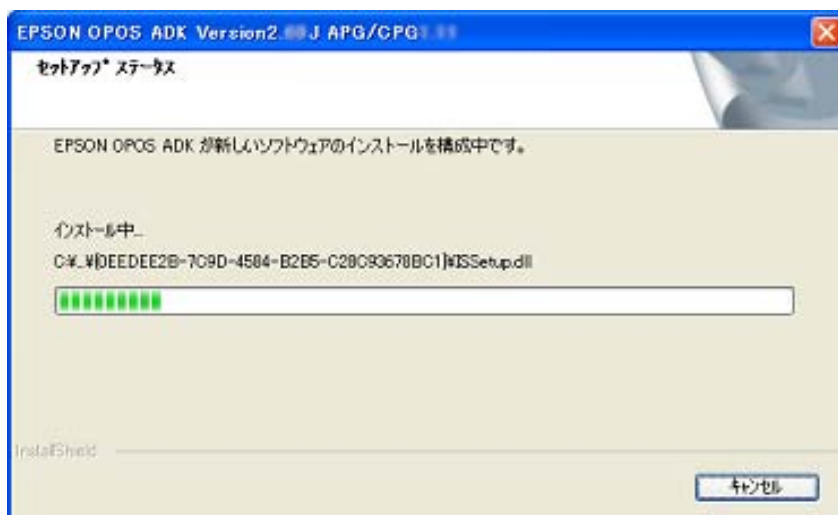 EPSON OPOS ADK Version2. J APG/CPG
セットアップ ステータス
EPSON OPOS ADK が新しいソフトウェアのインストールを構成中です。
インストール中...
C:¥...¥{DEEDEE2B-7C9D-4584-B2B5-C28C93678BC1}¥ISSetup.dll
InstallShield
キャンセル